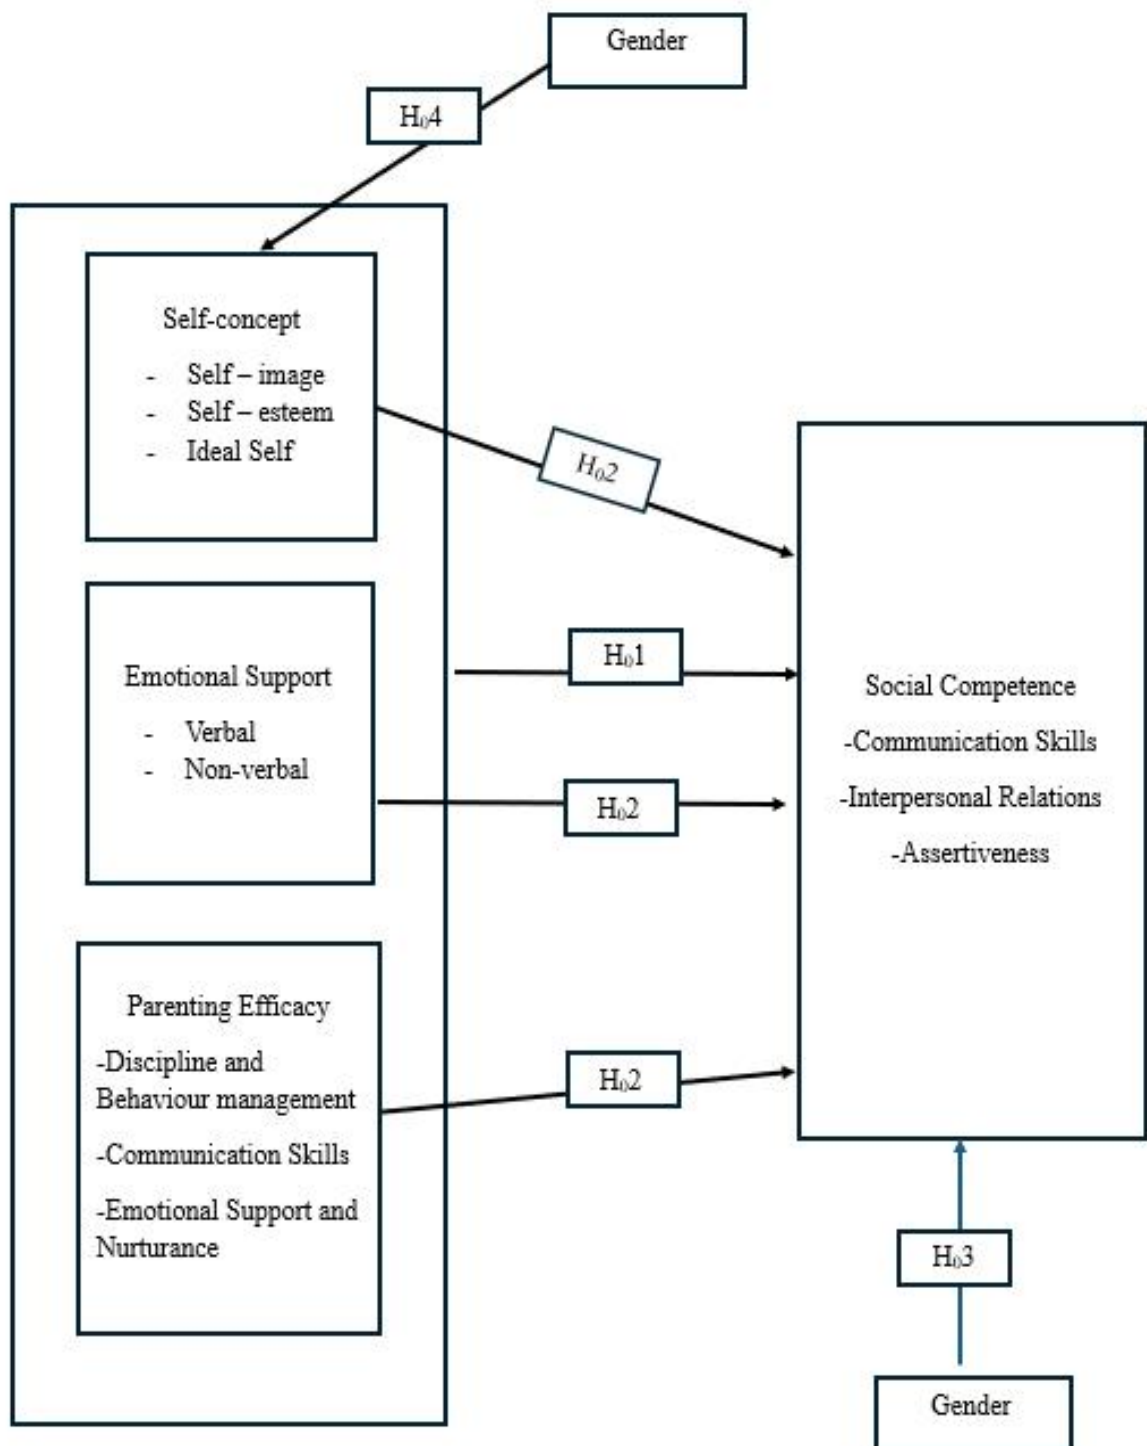 Gender
H₀4
Self-concept
- Self – image
- Self – esteem
- Ideal Self
H₀2
Emotional Support
- Verbal
- Non-verbal
H₀1
H₀2
Social Competence
-Communication Skills
-Interpersonal Relations
-Assertiveness
Parenting Efficacy
-Discipline and
Behaviour management
-Communication Skills
-Emotional Support and
Nurturance
H₀2
H₀3
Gender